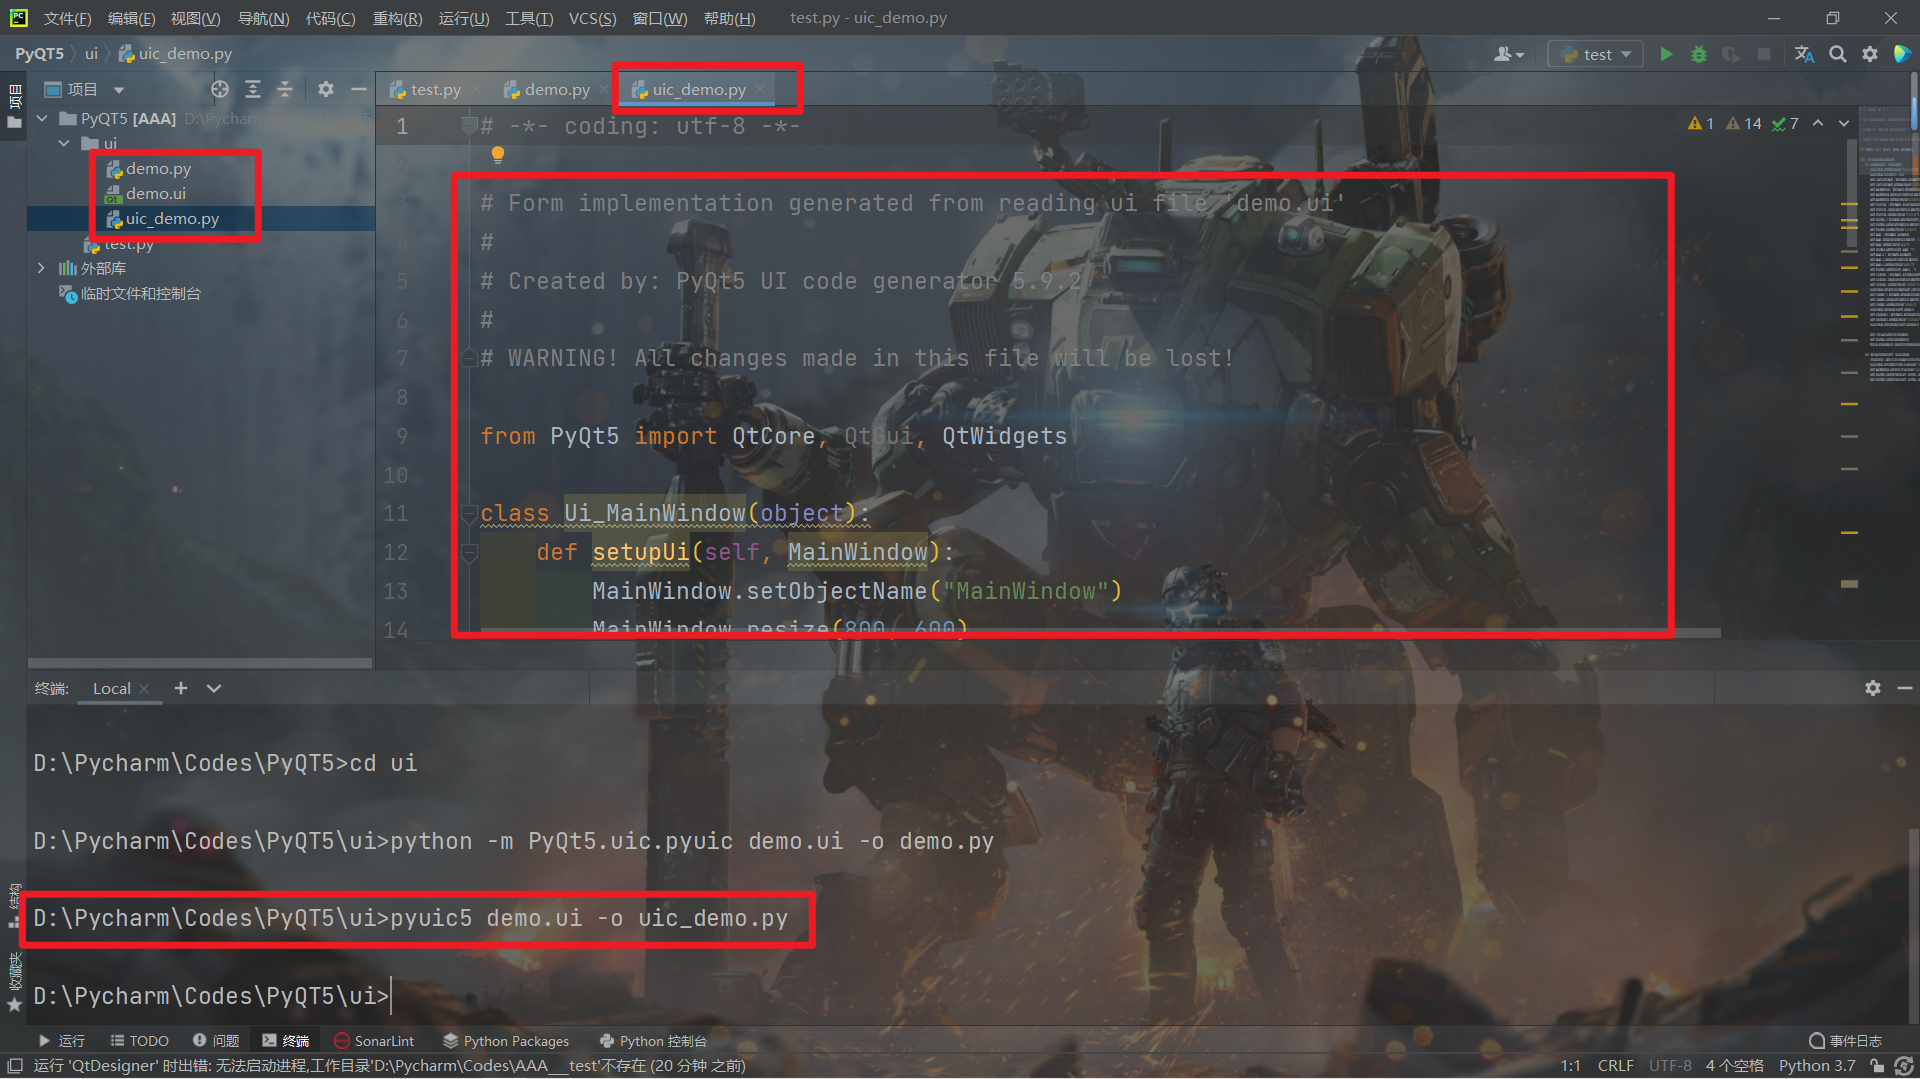 文件(F) 编辑(E) 视图(V) 导航(N) 代码(C) 重构(R) 运行(U) 工具(T) VCS(S) 窗口(W) 帮助(H) test.py - uic_demo.py
PyQT5 ui uic_demo.py
test
项目
项目
test.py
demo.py
uic_demo.py
PyQT5 [AAA]
ui
demo.py
demo.ui
uic_demo.py
test.py
外部库
临时文件和控制台
1 14 7
1 # -*- coding: utf-8 -*-
2
3 # Form implementation generated from reading ui file 'demo.ui'
4 #
5 # Created by: PyQt5 UI code generator 5.9.2
6 #
7 # WARNING! All changes made in this file will be lost!
8
9 from PyQt5 import QtCore, QtGui, QtWidgets
10
11 class Ui_MainWindow(object):
12 def setupUi(self, MainWindow):
13 MainWindow.setObjectName("MainWindow")
14 MainWindow.resize(800, 600)
终端: Local
D:\Pycharm\Codes\PyQT5>cd ui
D:\Pycharm\Codes\PyQT5\ui>python -m PyQt5.uic.pyuic demo.ui -o demo.py
D:\Pycharm\Codes\PyQT5\ui>pyuic5 demo.ui -o uic_demo.py
D:\Pycharm\Codes\PyQT5\ui>
结构
收藏夹
运行 TODO 问题 终端 SonarLint Python Packages Python 控制台 事件日志
运行 'QtDesigner' 时出错: 无法启动进程,工作目录'D:\Pycharm\Codes\AAA___test'不存在 (20 分钟 之前) 1:1 CRLF UTF-8 4 个空格 Python 3.7